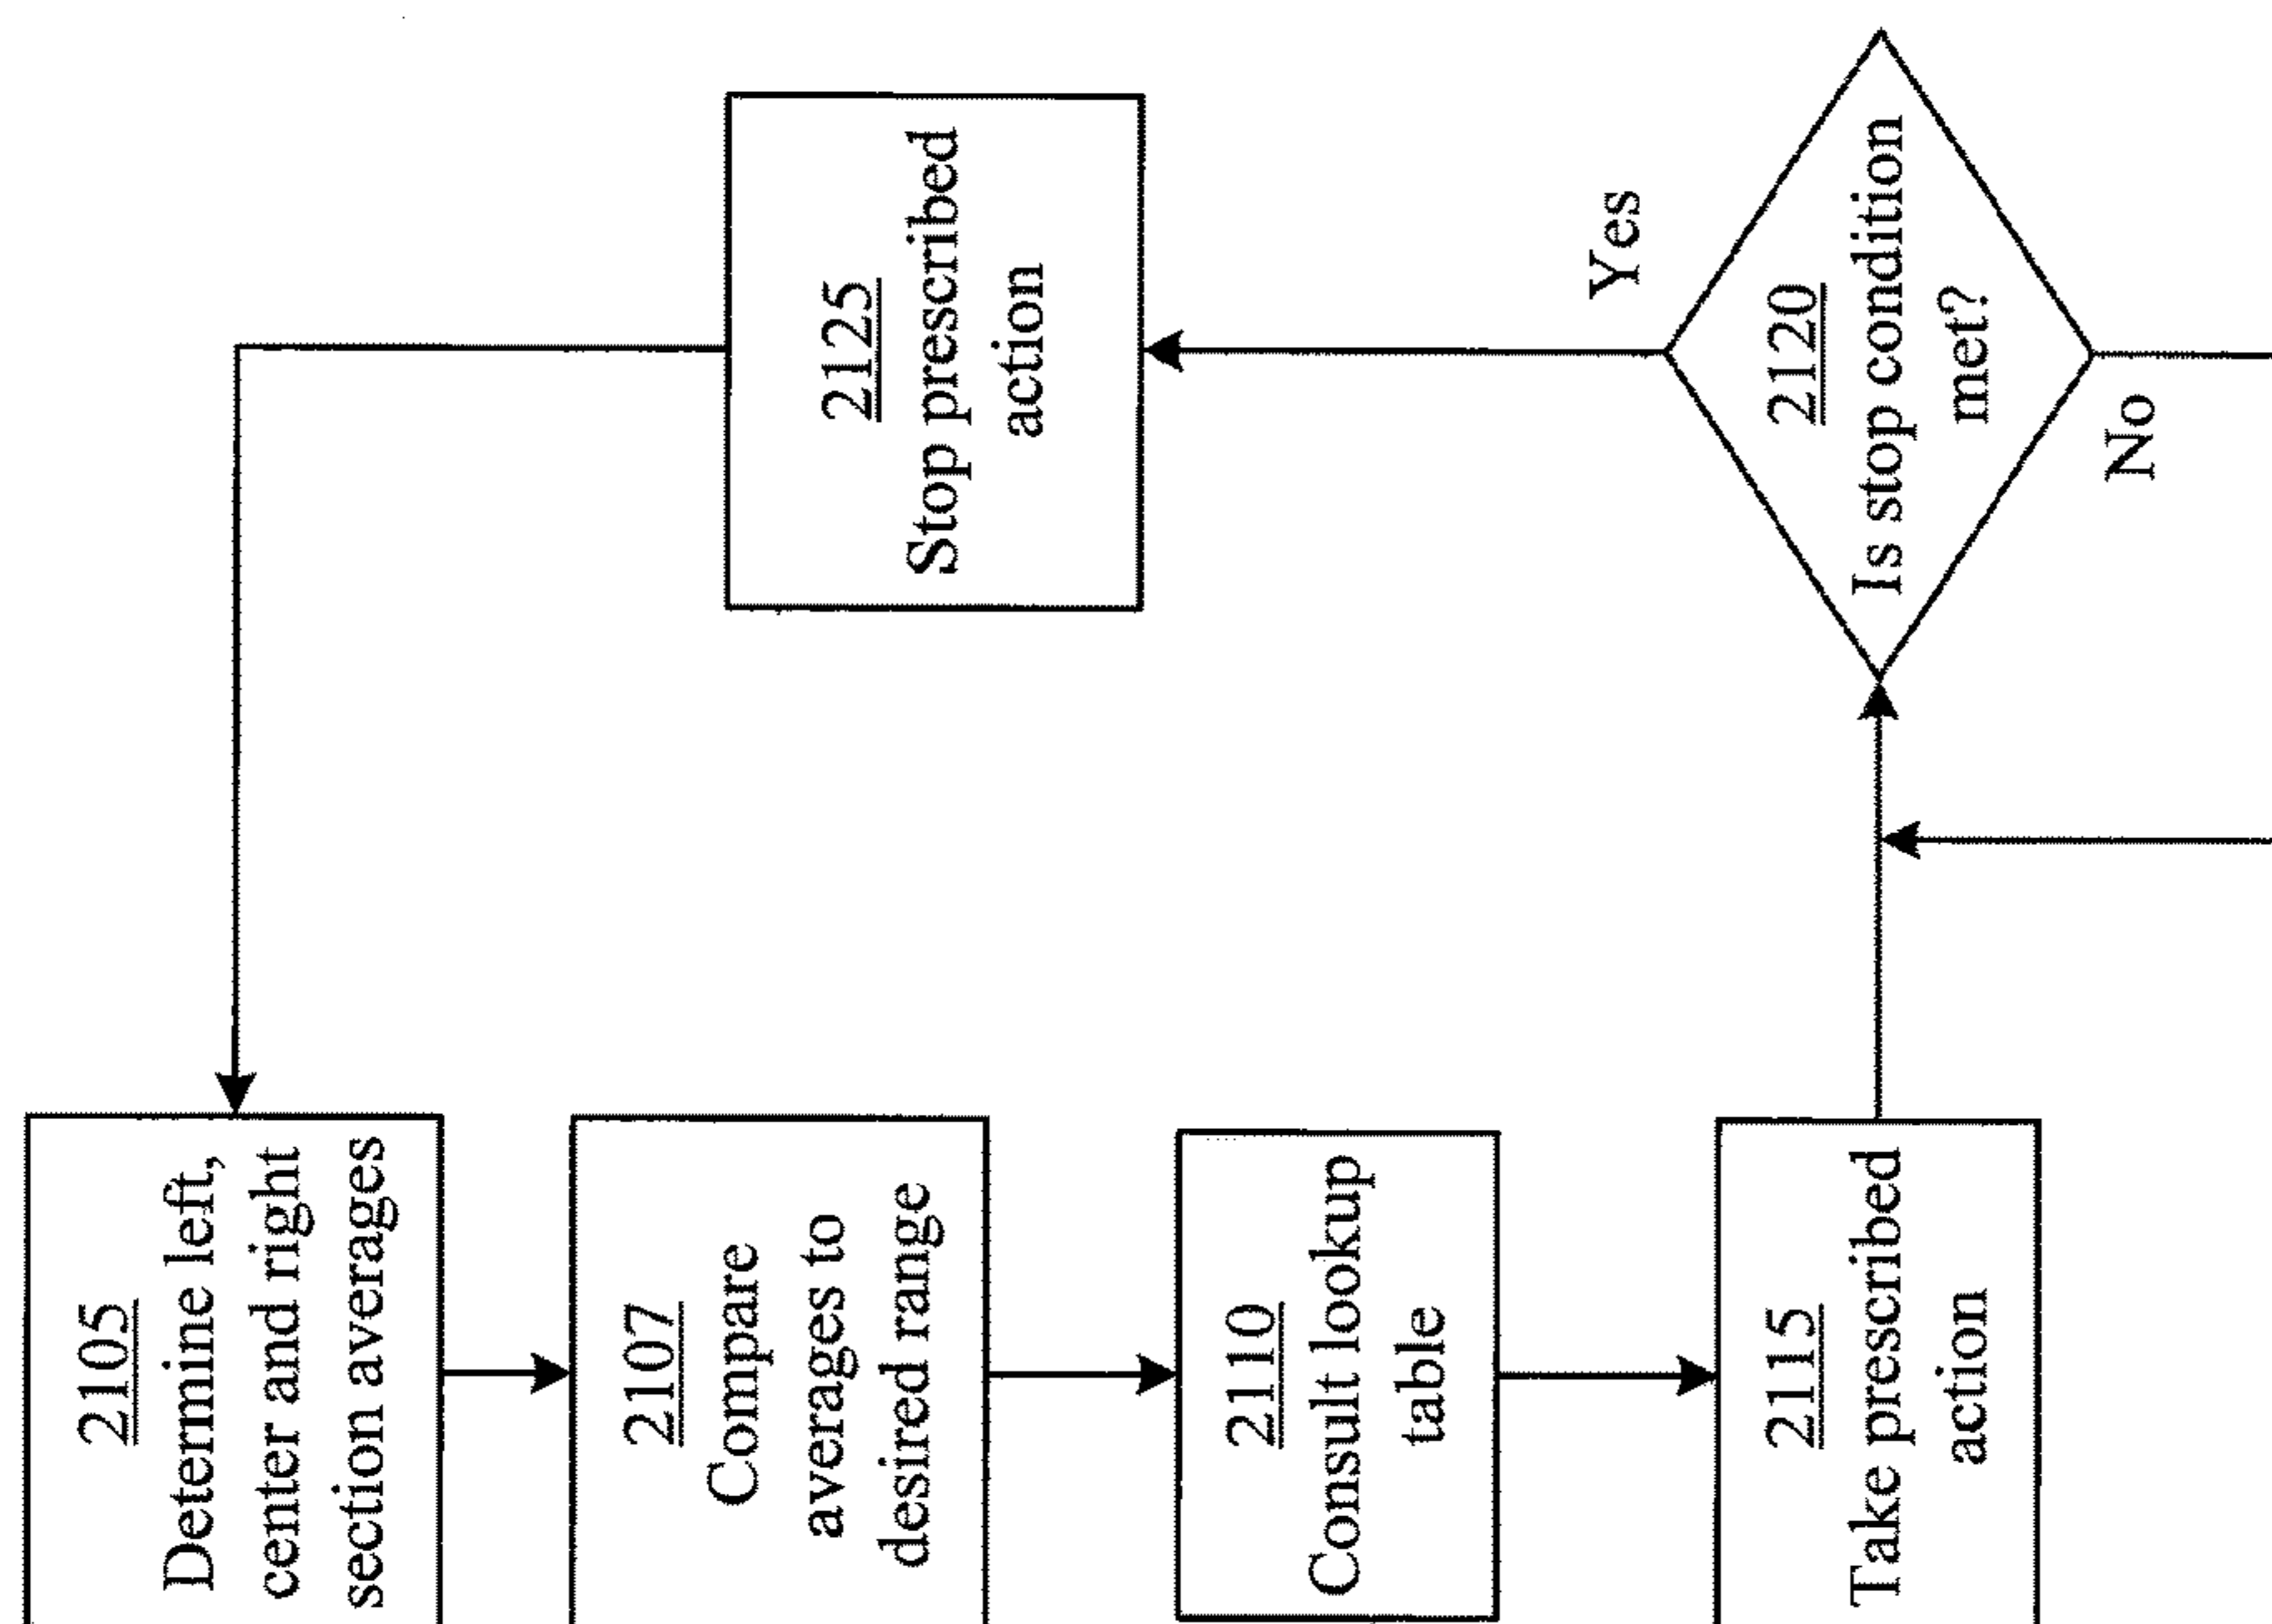 2105
Determine left,
center and right
section averages
2107
Compare
averages to
desired range
2110
Consult lookup
table
2115
Take prescribed
action
2120
Is stop condition
met?
Yes
No
2125
Stop prescribed
action